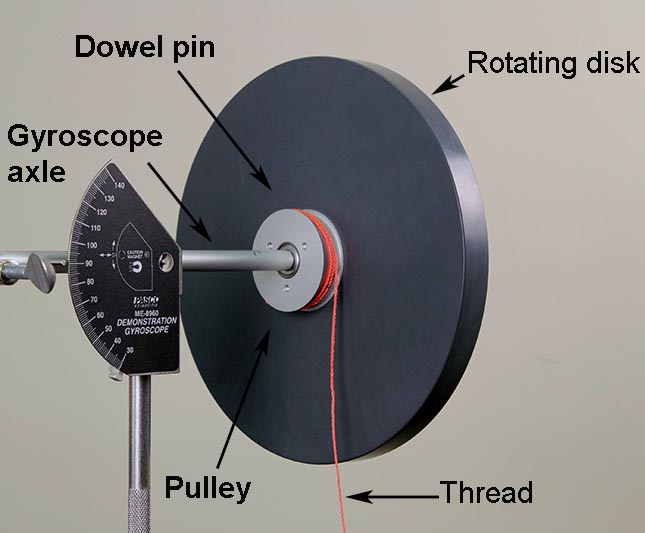 Dowel pin
Rotating disk
Gyroscope
axle
140
130
120
110
100
90
80
70
60
50
40
30
CAUTION
MAGNET
PASCO
ME-8960
DEMONSTRATION
GYROSCOPE
Pulley
Thread